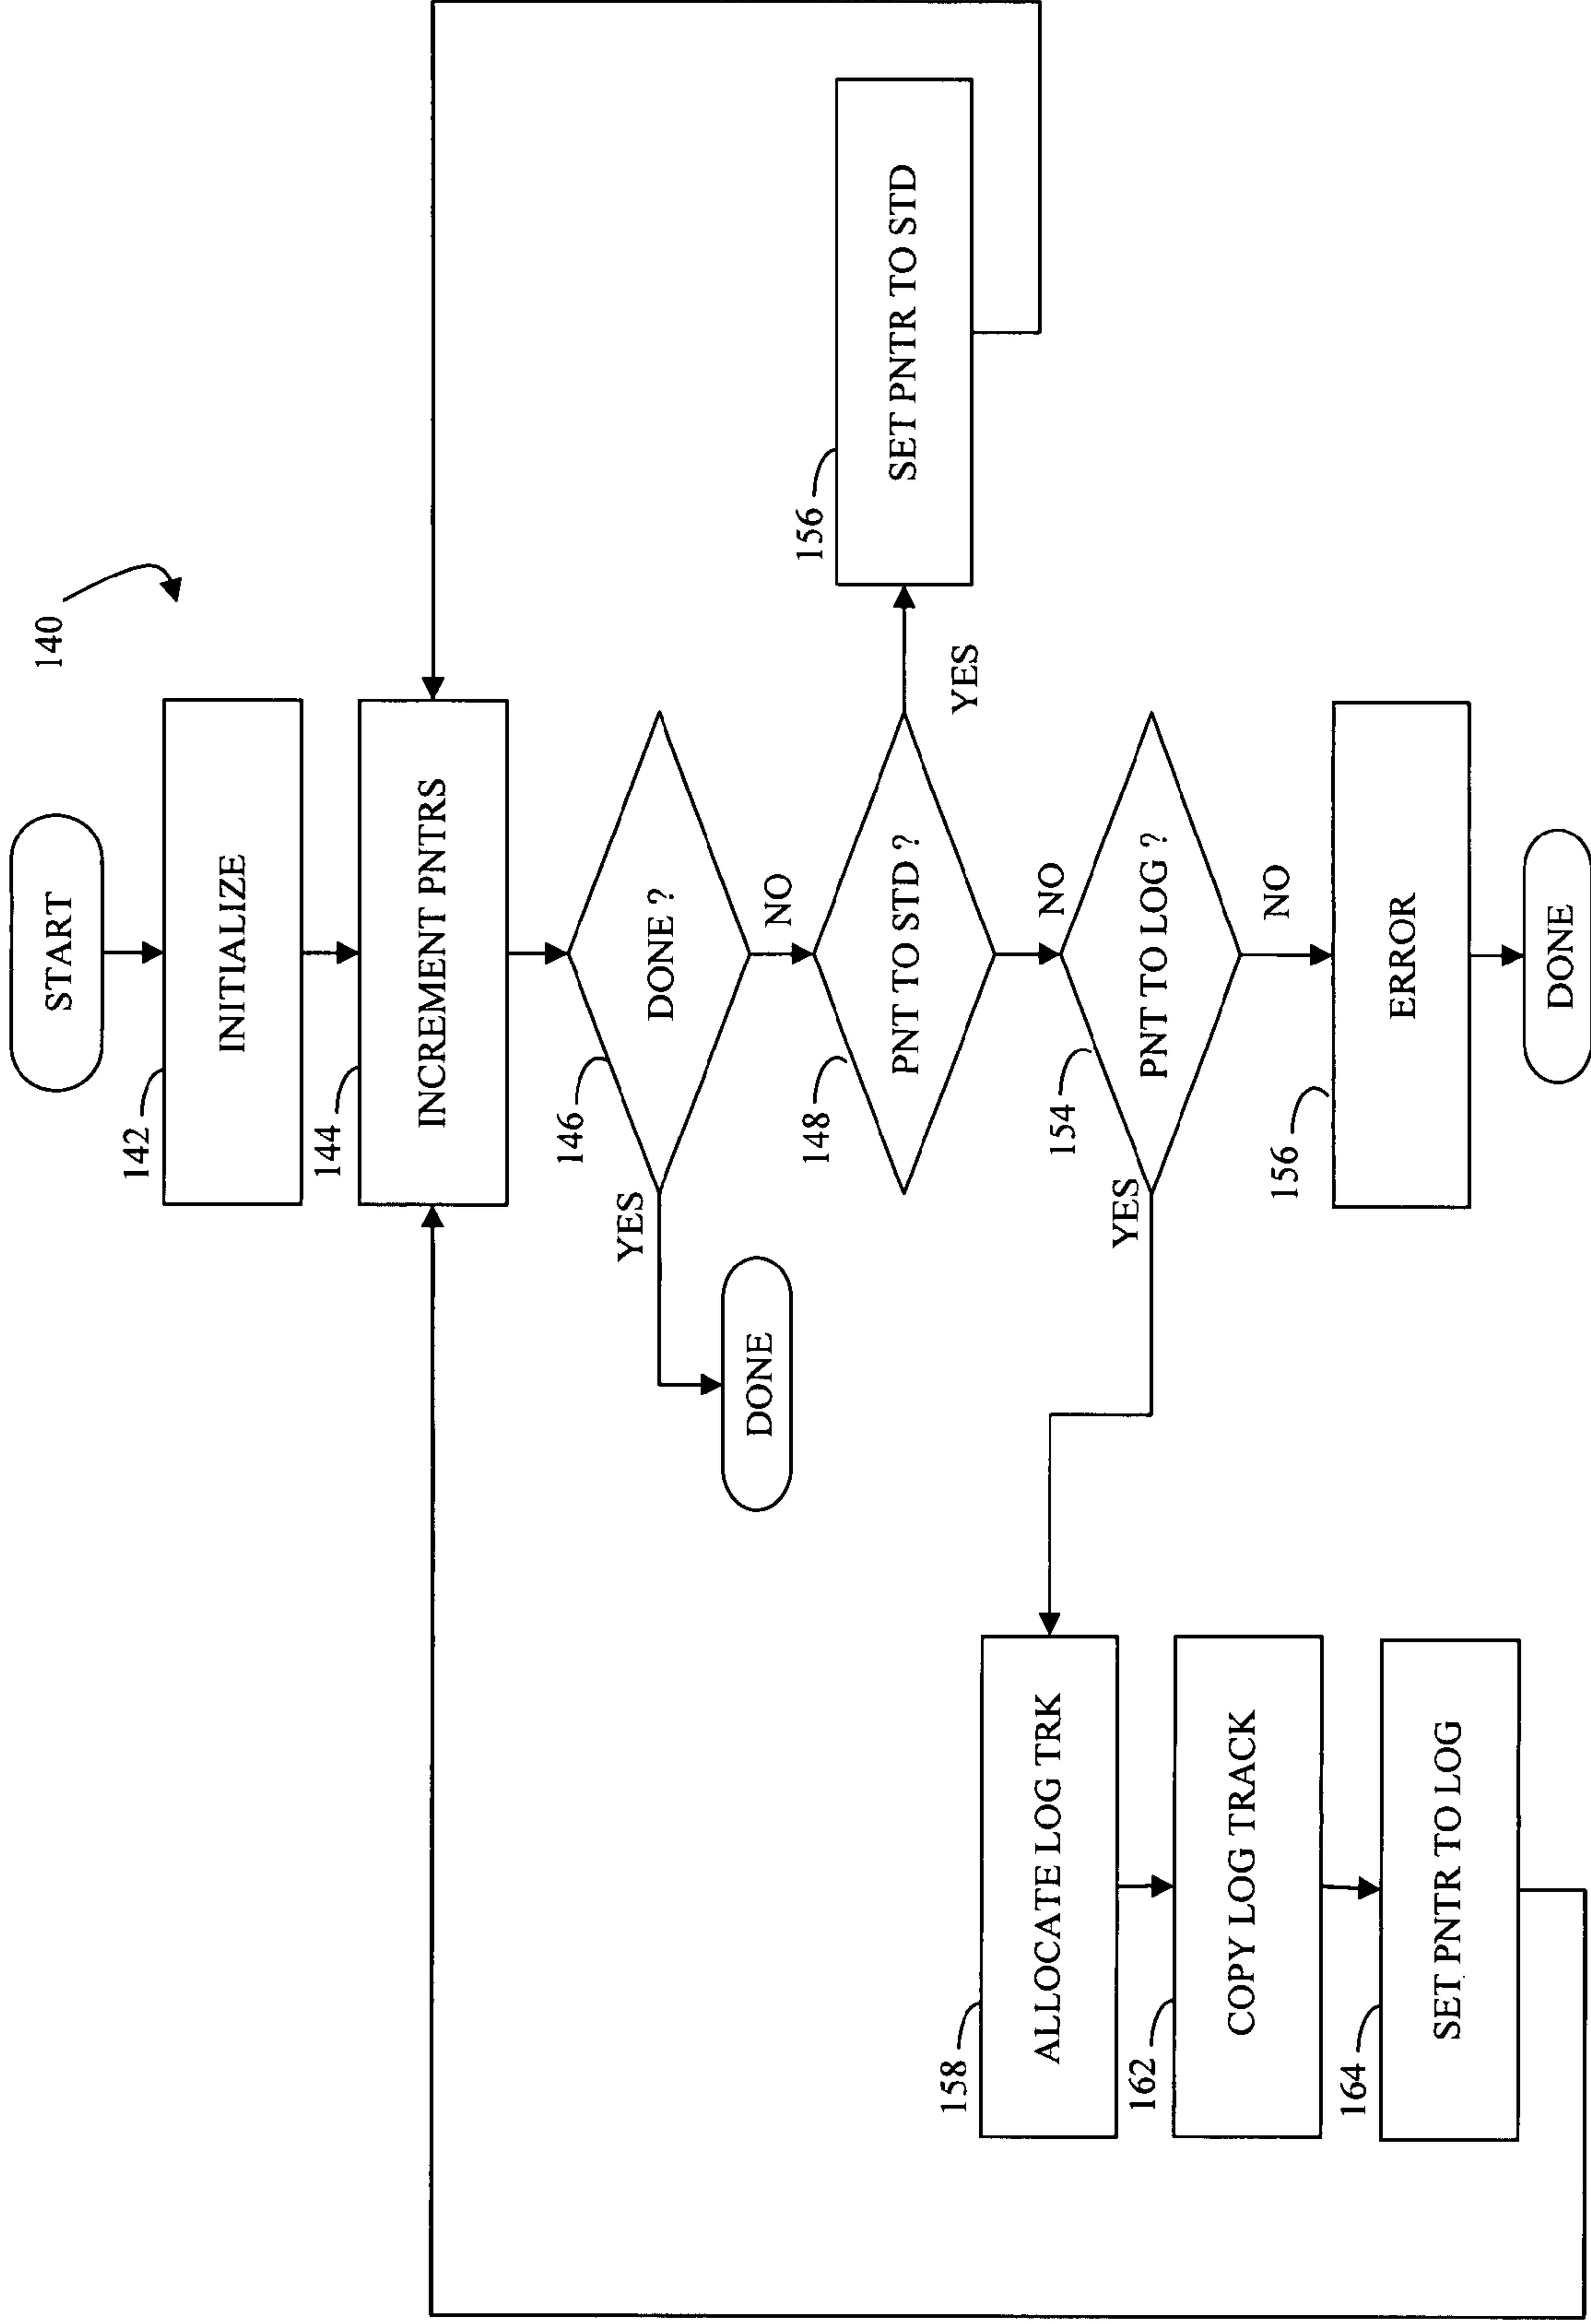 140
START
142
INITIALIZE
144
INCREMENT PNTRS
146
DONE ?
YES
NO
DONE
148
PNT TO STD ?
YES
NO
156
SET PNTR TO STD
154
PNT TO LOG ?
YES
NO
158
ALLOCATE LOG TRK
162
COPY LOG TRACK
164
SET PNTR TO LOG
156
ERROR
DONE